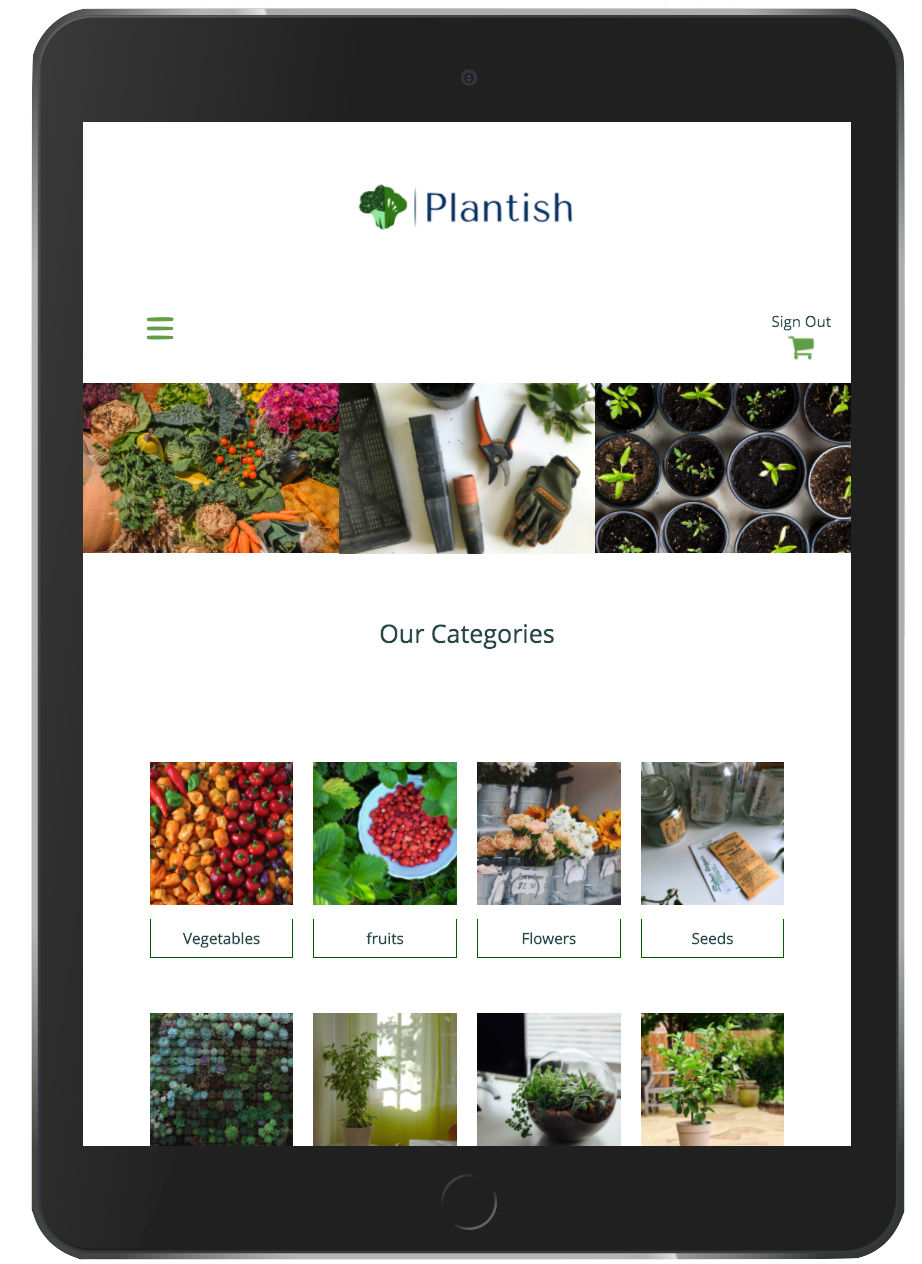 Plantish
Sign Out
Our Categories
Vegetables
fruits
Flowers
Seeds